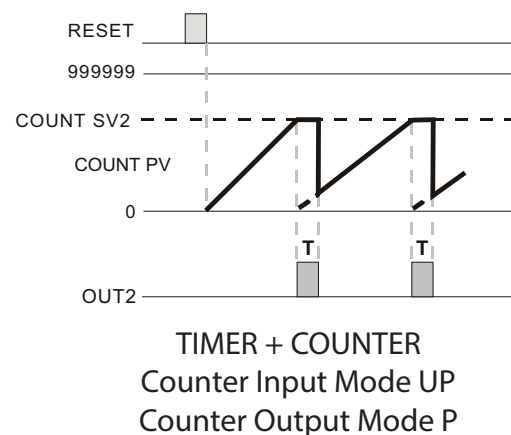 RESET
999999
COUNT SV2
COUNT PV
0
T T
OUT2
TIMER + COUNTER
Counter Input Mode UP
Counter Output Mode P